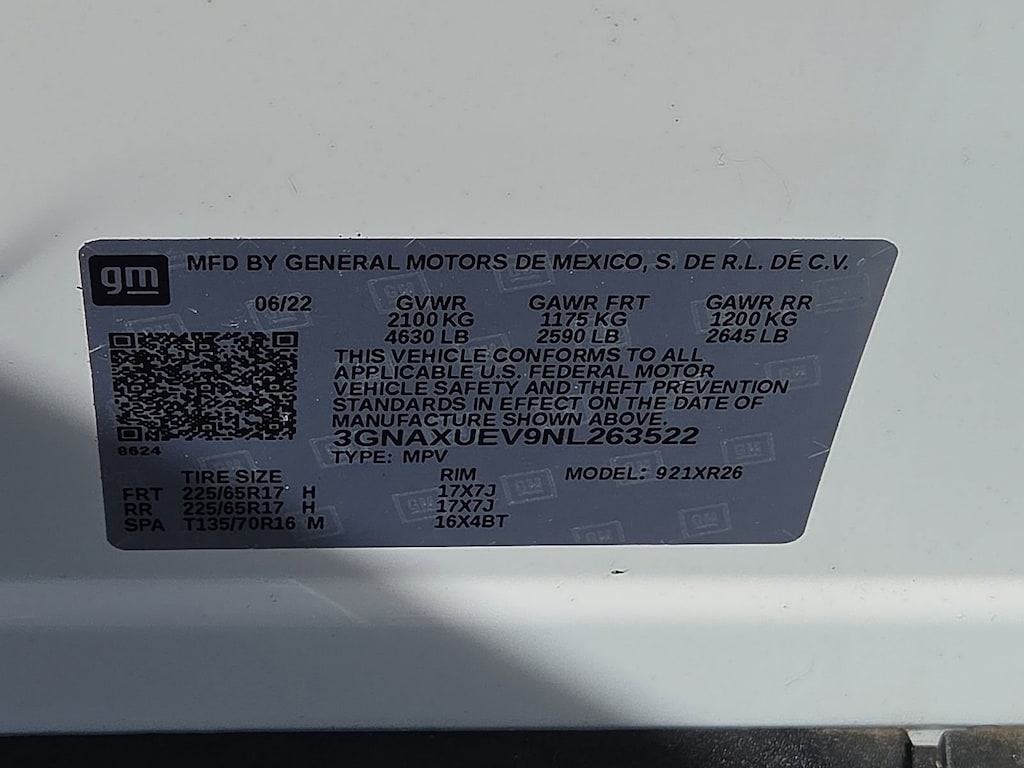 gm MFD BY GENERAL MOTORS DE MEXICO, S. DE R.L. DE C.V.
06/22 GVWR GAWR FRT GAWR RR
2100 KG 1175 KG 1200 KG
4630 LB 2590 LB 2645 LB
THIS VEHICLE CONFORMS TO ALL
APPLICABLE U.S. FEDERAL MOTOR
VEHICLE SAFETY AND THEFT PREVENTION
STANDARDS IN EFFECT ON THE DATE OF
MANUFACTURE SHOWN ABOVE.
3GNAXUEV9NL263522
8624
TYPE: MPV
TIRE SIZE RIM MODEL: 921XR26
FRT 225/65R17 H 17X7J
RR 225/65R17 H 17X7J
SPA T135/70R16 M 16X4BT